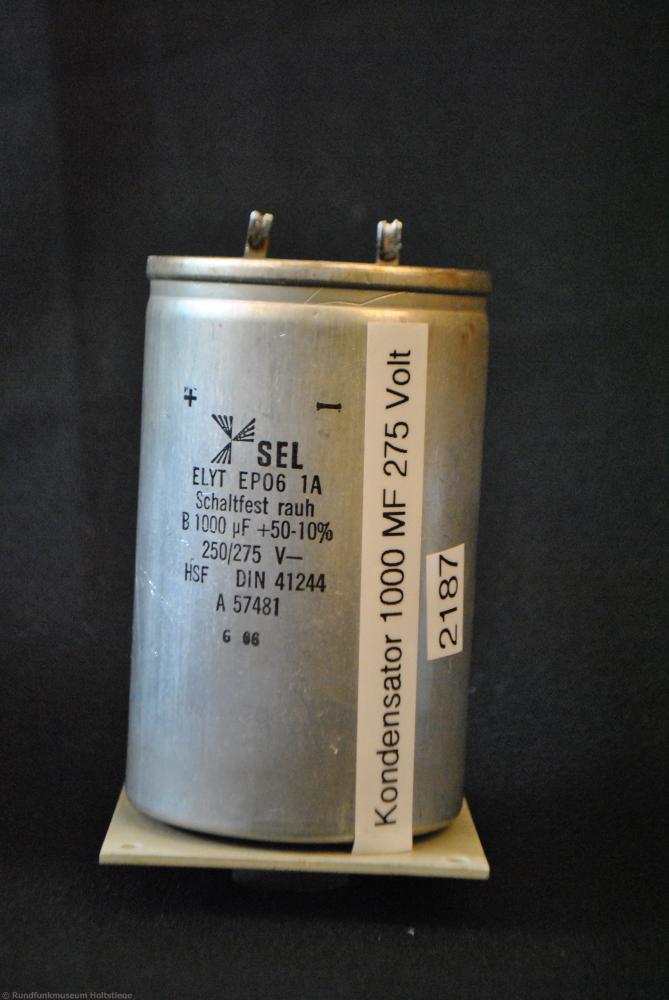 + −
SEL
ELYT EP06 1A
Schaltfest rauh
B 1000 µF +50-10%
250/275 V—
HSF DIN 41244
A 57481
6 66
Kondensator 1000 MF 275 Volt
2187
© Rundfunkmuseum Holtstiege